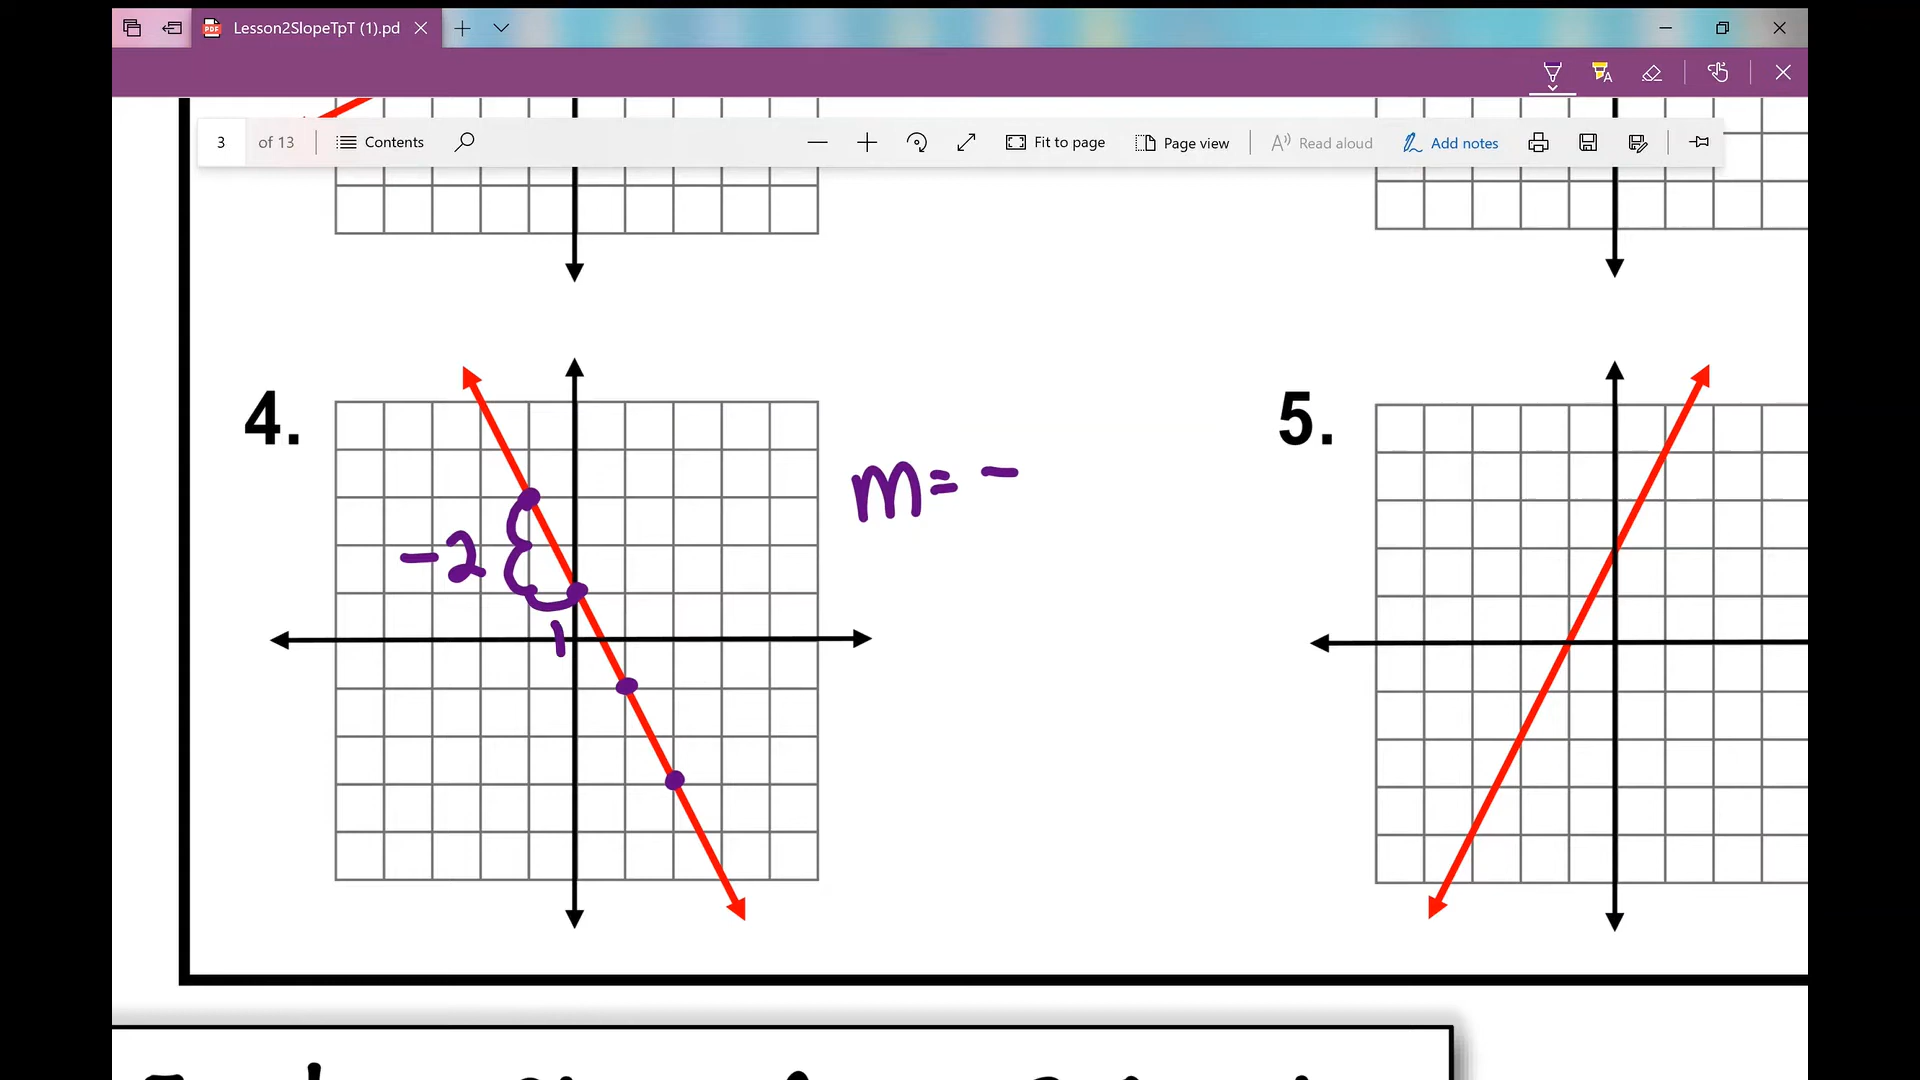 Lesson2SlopeTpT (1).pd
3 of 13 Contents Fit to page Page view Read aloud Add notes
4.
m= -
-2
1
5.